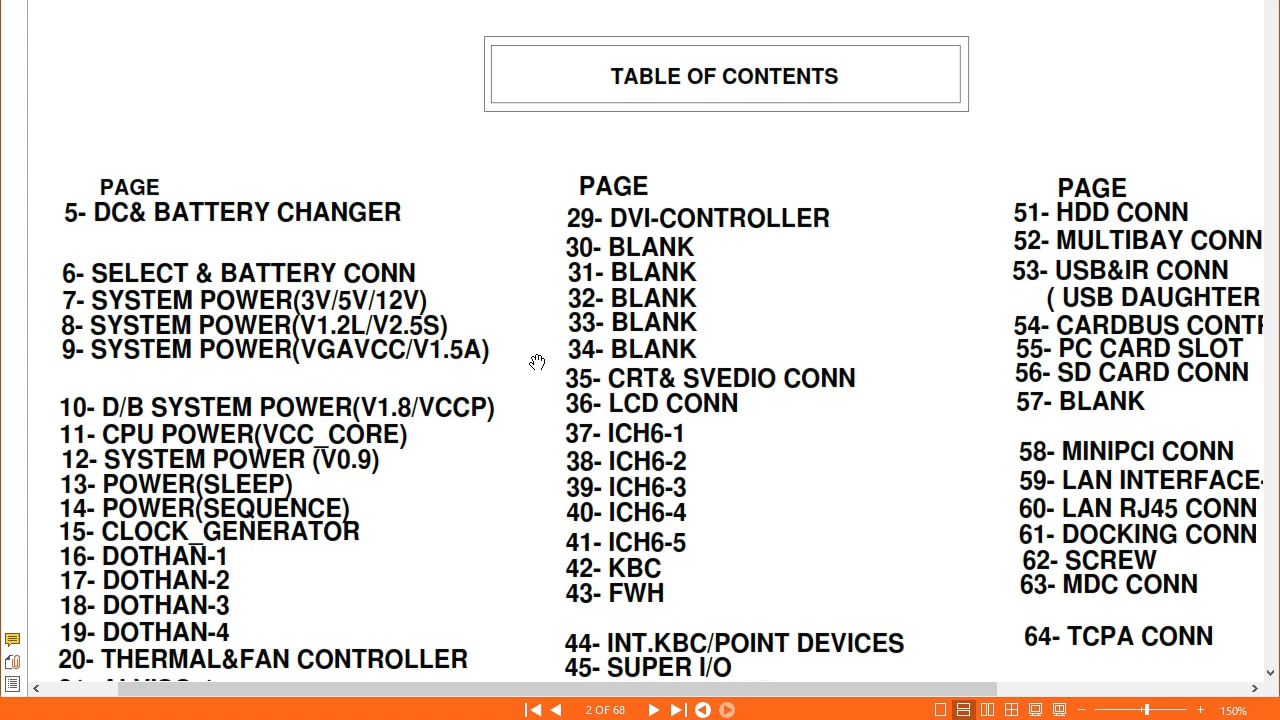 TABLE OF CONTENTS
PAGE
5- DC& BATTERY CHANGER
6- SELECT & BATTERY CONN
7- SYSTEM POWER(3V/5V/12V)
8- SYSTEM POWER(V1.2L/V2.5S)
9- SYSTEM POWER(VGAVCC/V1.5A)
10- D/B SYSTEM POWER(V1.8/VCCP)
11- CPU POWER(VCC_CORE)
12- SYSTEM POWER (V0.9)
13- POWER(SLEEP)
14- POWER(SEQUENCE)
15- CLOCK_GENERATOR
16- DOTHAN-1
17- DOTHAN-2
18- DOTHAN-3
19- DOTHAN-4
20- THERMAL&FAN CONTROLLER
PAGE
29- DVI-CONTROLLER
30- BLANK
31- BLANK
32- BLANK
33- BLANK
34- BLANK
35- CRT& SVEDIO CONN
36- LCD CONN
37- ICH6-1
38- ICH6-2
39- ICH6-3
40- ICH6-4
41- ICH6-5
42- KBC
43- FWH
44- INT.KBC/POINT DEVICES
45- SUPER I/O
PAGE
51- HDD CONN
52- MULTIBAY CONN
53- USB&IR CONN
( USB DAUGHTER
54- CARDBUS
55- PC CARD SLOT
56- SD CARD CONN
57- BLANK
58- MINIPCI CONN
59- LAN INTERFACE-
60- LAN RJ45 CONN
61- DOCKING CONN
62- SCREW
63- MDC CONN
64- TCPA CONN
2 OF 68
150%